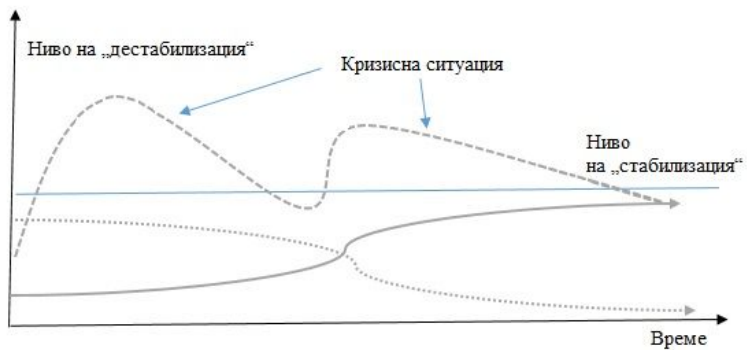 Ниво на „дестабилизация“
Кризисна ситуация
Ниво
на „стабилизация“
Време